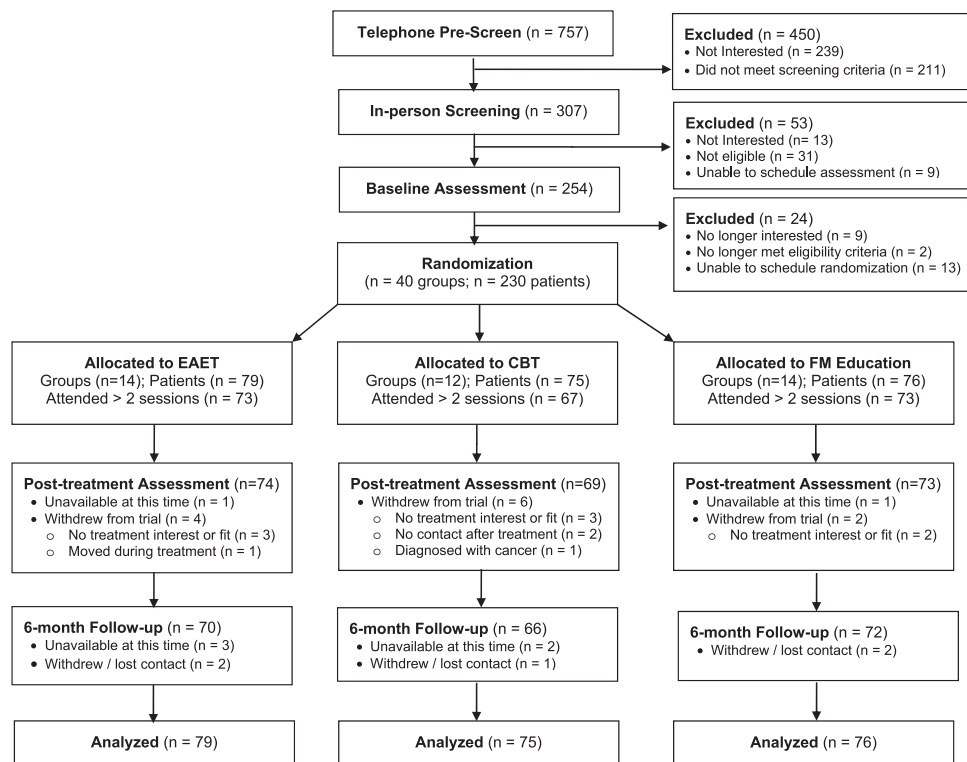 Telephone Pre-Screen (n = 757)
Excluded (n = 450)
• Not Interested (n = 239)
• Did not meet screening criteria (n = 211)
In-person Screening (n = 307)
Excluded (n = 53)
• Not Interested (n= 13)
• Not eligible (n = 31)
• Unable to schedule assessment (n = 9)
Baseline Assessment (n = 254)
Excluded (n = 24)
• No longer interested (n = 9)
• No longer met eligibility criteria (n = 2)
• Unable to schedule randomization (n = 13)
Randomization
(n = 40 groups; n = 230 patients)
Allocated to EAET
Groups (n=14); Patients (n = 79)
Attended > 2 sessions (n = 73)
Allocated to CBT
Groups (n=12); Patients (n = 75)
Attended > 2 sessions (n = 67)
Allocated to FM Education
Groups (n=14); Patients (n = 76)
Attended > 2 sessions (n = 73)
Post-treatment Assessment (n=74)
• Unavailable at this time (n = 1)
• Withdrew from trial (n = 4)
o No treatment interest or fit (n = 3)
o Moved during treatment (n = 1)
Post-treatment Assessment (n=69)
• Withdrew from trial (n = 6)
o No treatment interest or fit (n = 3)
o No contact after treatment (n = 2)
o Diagnosed with cancer (n = 1)
Post-treatment Assessment (n=73)
• Unavailable at this time (n = 1)
• Withdrew from trial (n = 2)
o No treatment interest or fit (n = 2)
6-month Follow-up (n = 70)
• Unavailable at this time (n = 3)
• Withdrew / lost contact (n = 2)
6-month Follow-up (n = 66)
• Unavailable at this time (n = 2)
• Withdrew / lost contact (n = 1)
6-month Follow-up (n = 72)
• Withdrew / lost contact (n = 2)
Analyzed (n = 79)
Analyzed (n = 75)
Analyzed (n = 76)